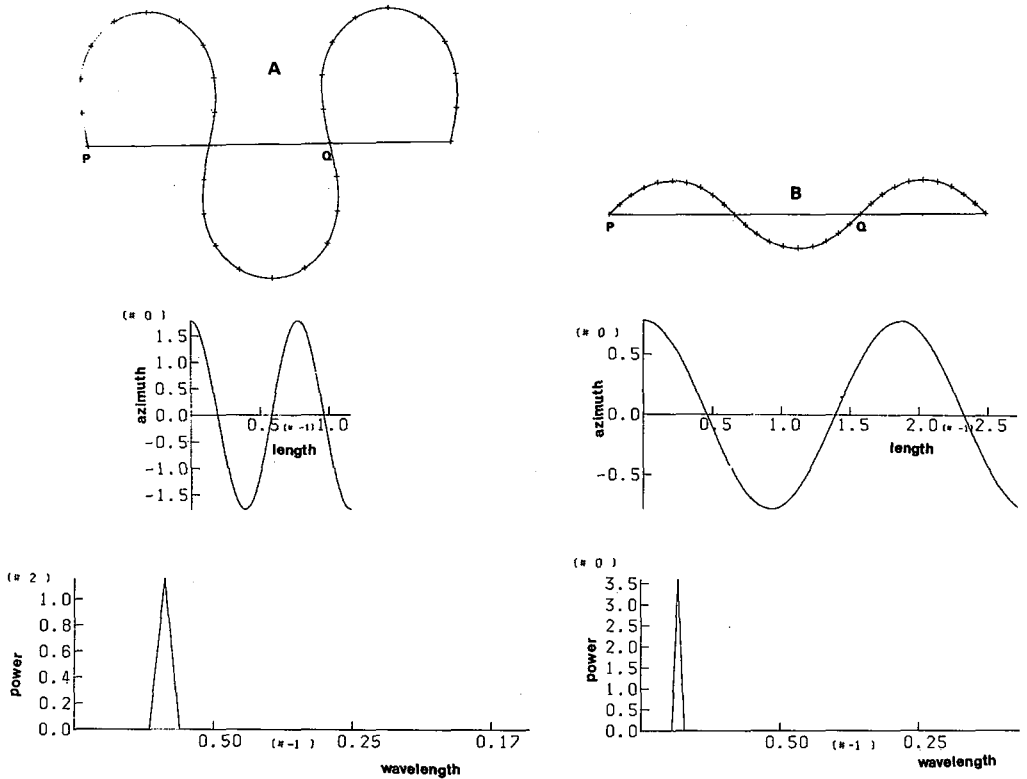 A
P
Q
B
P
Q
(# 0 )
1.5
1.0
0.5
0.0
-0.5
-1.0
-1.5
azimuth
0.5 (#-1) 1.0
length
(# 0 )
0.5
0.0
-0.5
azimuth
0.5 1.0 1.5 2.0 (#-1) 2.5
length
(# 2 )
1.0
0.8
0.6
0.4
0.2
0.0
power
0.50 (#-1 ) 0.25 0.17
wavelength
(# 0 )
3.5
3.0
2.5
2.0
1.5
1.0
0.5
0.0
power
0.50 (#-1 ) 0.25
wavelength